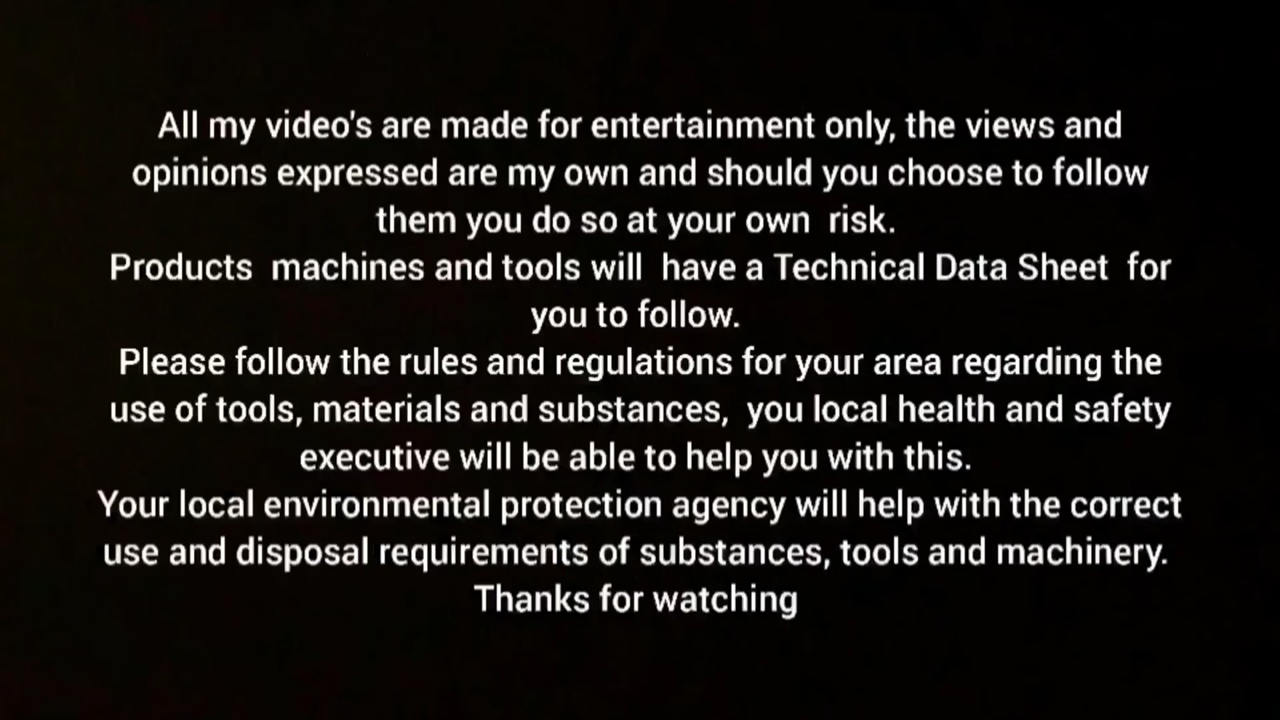 All my video's are made for entertainment only, the views and
opinions expressed are my own and should you choose to follow
them you do so at your own  risk.
Products  machines and tools will  have a Technical Data Sheet  for
you to follow.
Please follow the rules and regulations for your area regarding the
use of tools, materials and substances,  you local health and safety
executive will be able to help you with this.
Your local environmental protection agency will help with the correct
use and disposal requirements of substances, tools and machinery.
Thanks for watching